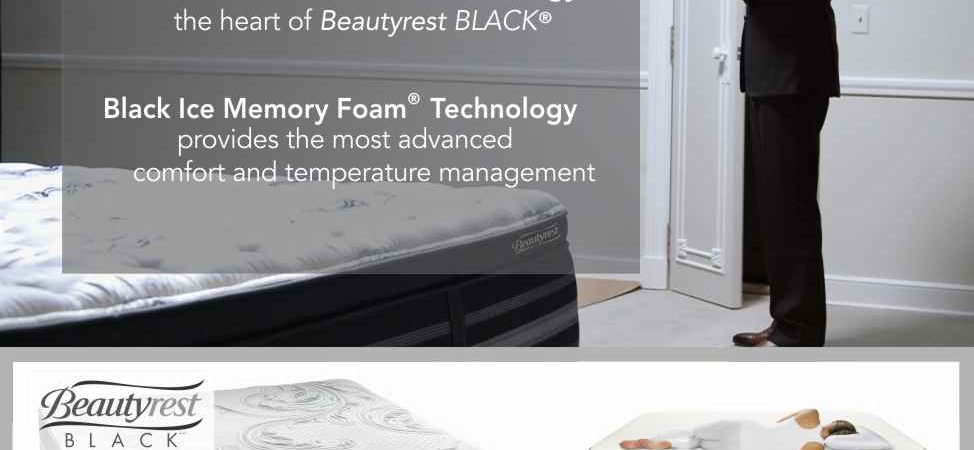 the heart of Beautyrest BLACK®
Black Ice Memory Foam® Technology
provides the most advanced
comfort and temperature management
Beautyrest
Beautyrest
BLACK™